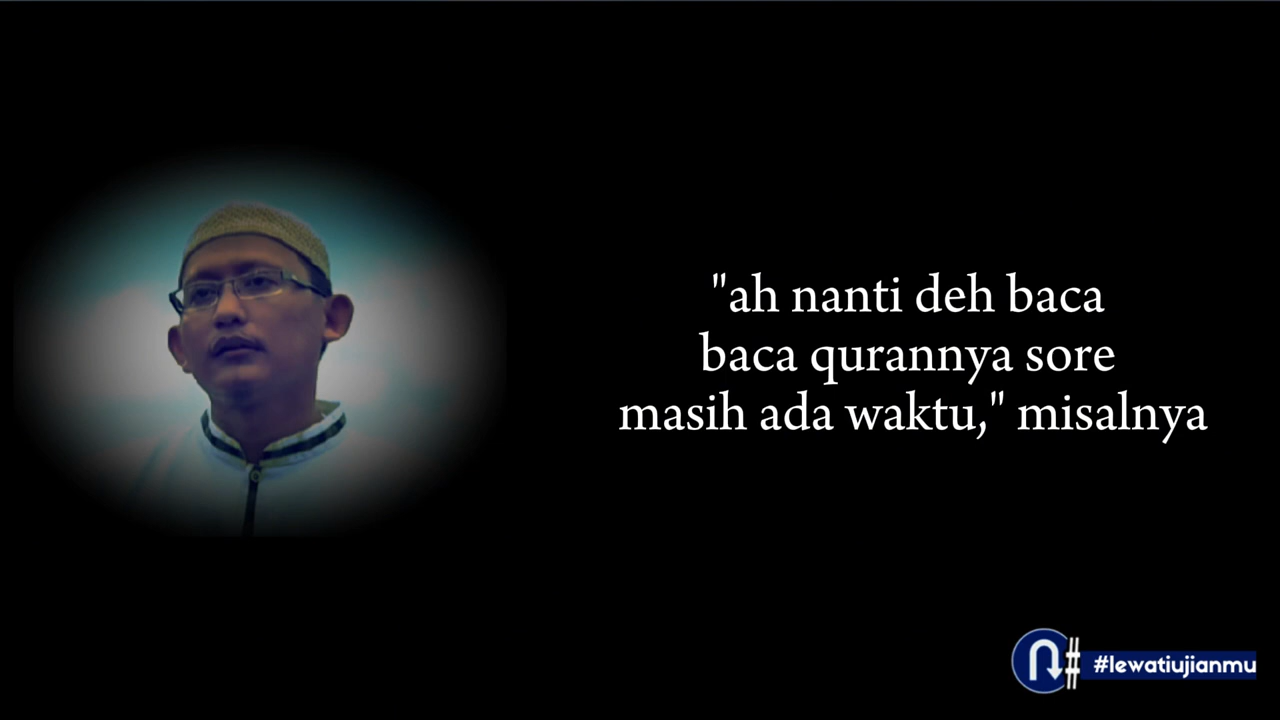 "ah nanti deh baca
baca qurannya sore
masih ada waktu," misalnya
#lewatiujianmu